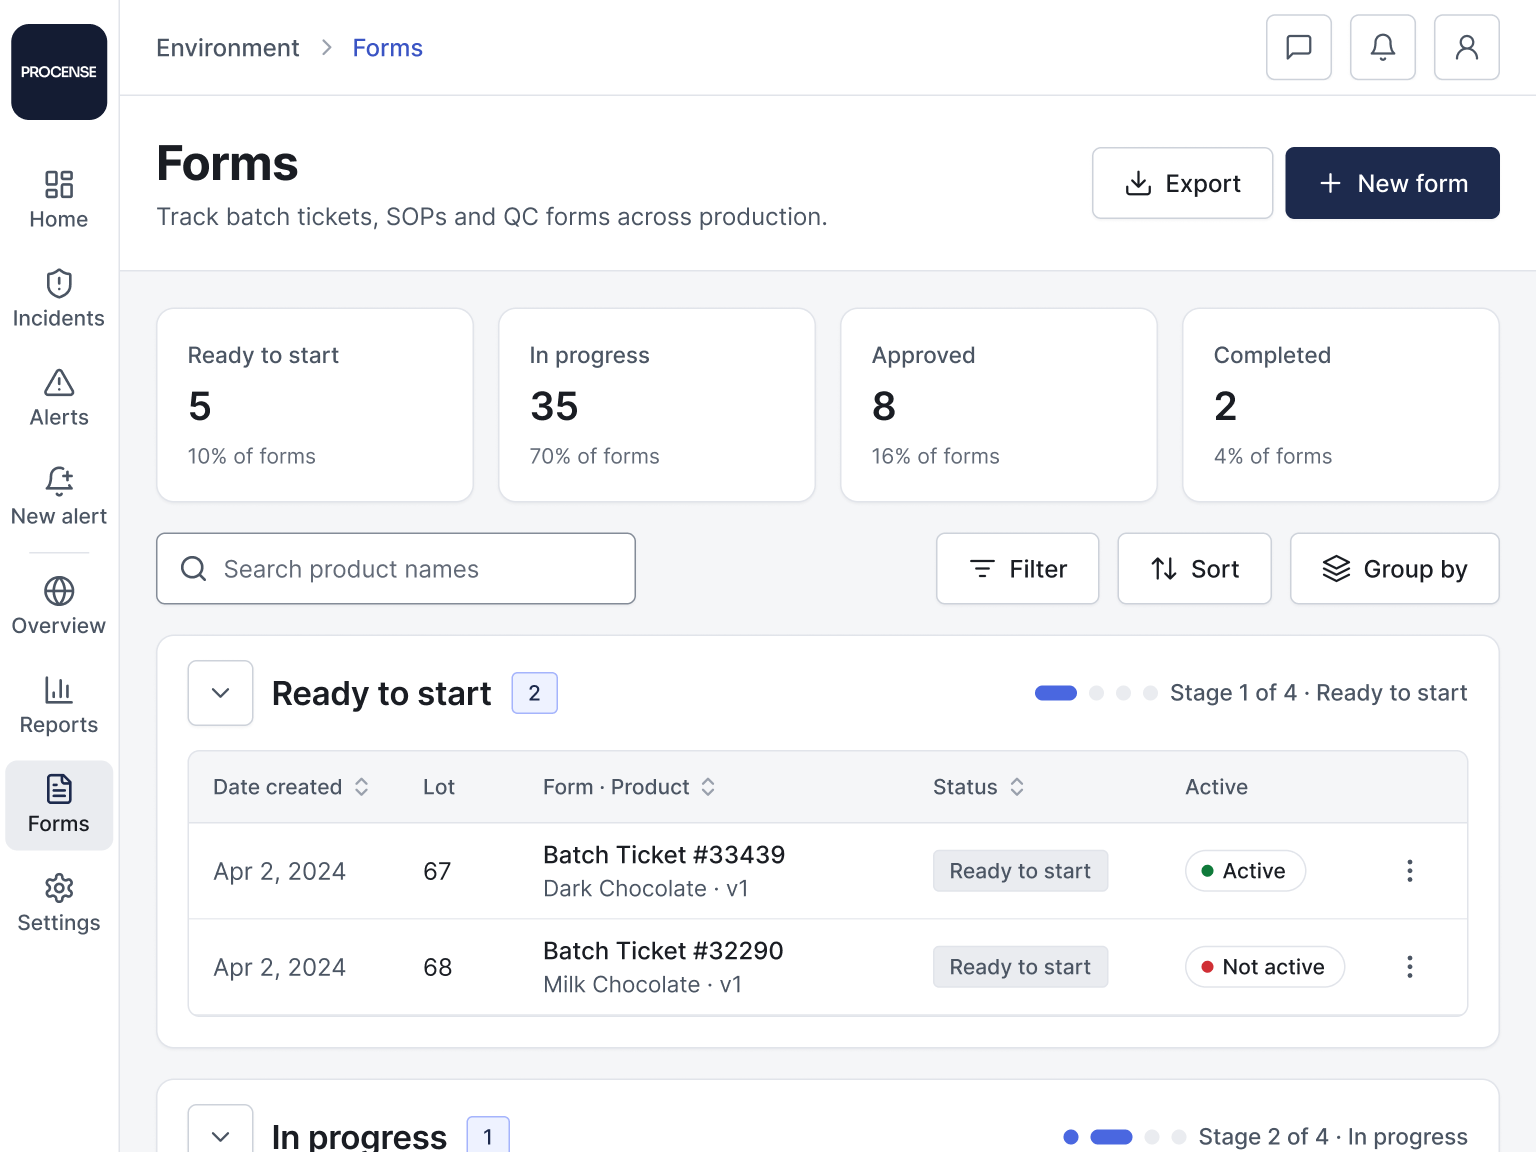 PROCENSE
Home
Incidents
Alerts
New alert
Overview
Reports
Forms
Settings
Environment
Forms
Forms
Track batch tickets, SOPs and QC forms across production.
Export
New form
Ready to start
5
10% of forms
In progress
35
70% of forms
Approved
8
16% of forms
Completed
2
4% of forms
Search product names
Filter
Sort
Group by
Ready to start
2
Stage 1 of 4 · Ready to start
Date created
Lot
Form · Product
Status
Active
Apr 2, 2024
67
Batch Ticket #33439
Dark Chocolate · v1
Ready to start
Active
Apr 2, 2024
68
Batch Ticket #32290
Milk Chocolate · v1
Ready to start
Not active
In progress
1
Stage 2 of 4 · In progress